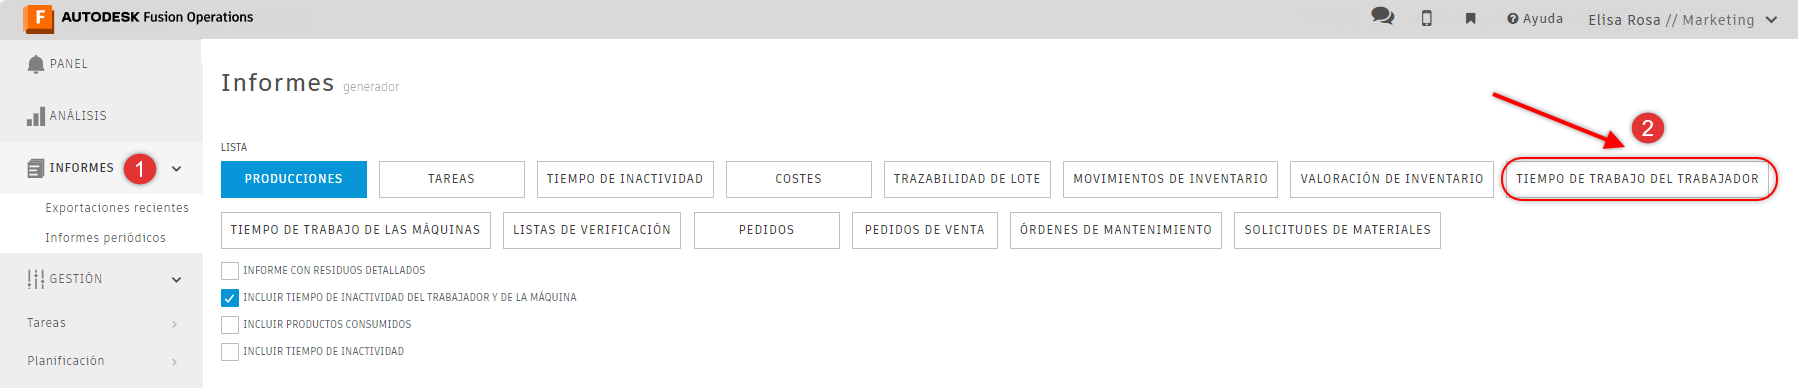 F AUTODESK Fusion Operations
Ayuda
Elisa Rosa // Marketing
PANEL
ANÁLISIS
INFORMES 1
Exportaciones recientes
Informes periódicos
GESTIÓN
Tareas
Planificación
Informes generador
2
LISTA
PRODUCCIONES TAREAS TIEMPO DE INACTIVIDAD COSTES TRAZABILIDAD DE LOTE MOVIMIENTOS DE INVENTARIO VALORACIÓN DE INVENTARIO TIEMPO DE TRABAJO DEL TRABAJADOR
TIEMPO DE TRABAJO DE LAS MÁQUINAS LISTAS DE VERIFICACIÓN PEDIDOS PEDIDOS DE VENTA ÓRDENES DE MANTENIMIENTO SOLICITUDES DE MATERIALES
INFORME CON RESIDUOS DETALLADOS
INCLUIR TIEMPO DE INACTIVIDAD DEL TRABAJADOR Y DE LA MÁQUINA
INCLUIR PRODUCTOS CONSUMIDOS
INCLUIR TIEMPO DE INACTIVIDAD